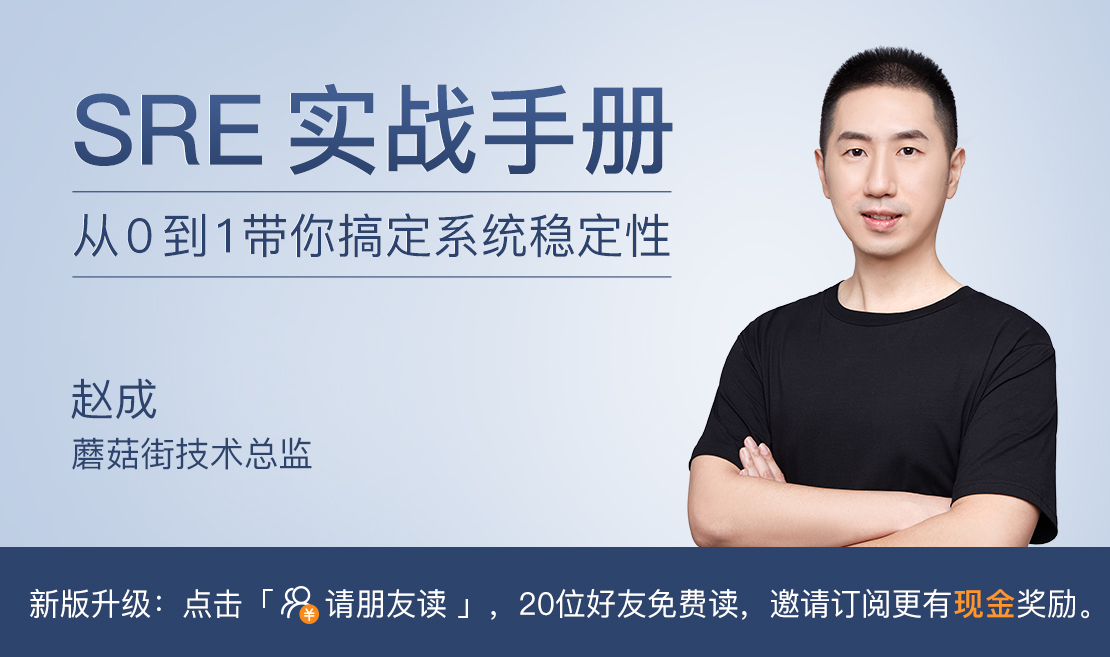 SRE 实战手册
从0到1带你搞定系统稳定性
赵成
蘑菇街技术总监
新版升级：点击「 ¥ 请朋友读 」，20位好友免费读，邀请订阅更有现金奖励。